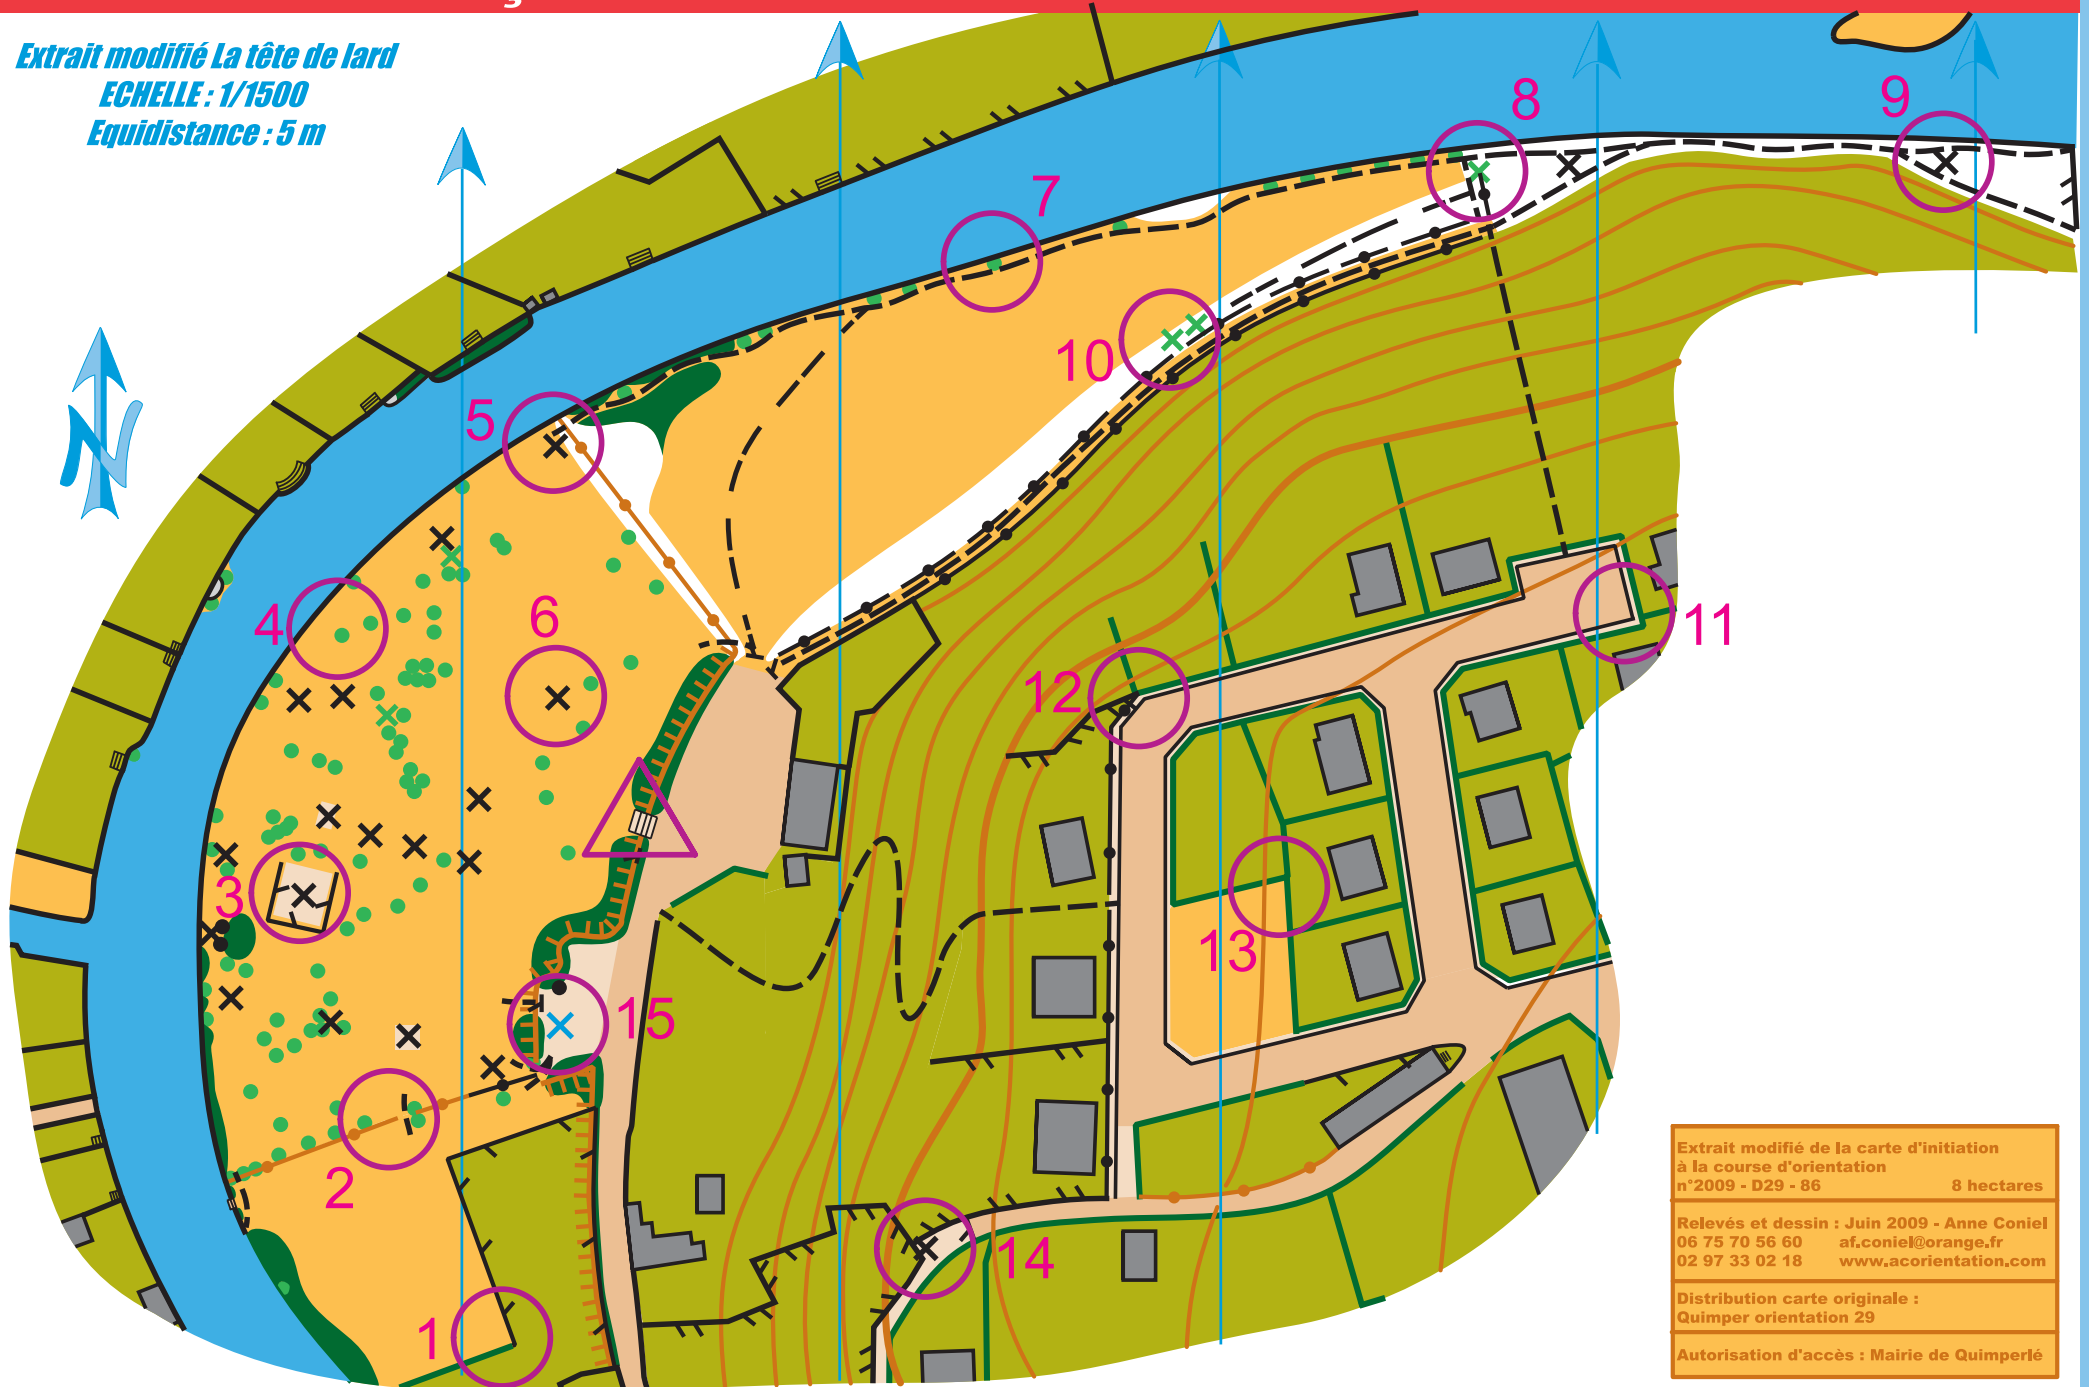 Extrait modifié La tête de lard
ECHELLE : 1/1500
Equidistance : 5 m
N
8
9
7
10
5
4
6
11
12
3
13
15
2
14
1
Extrait modifié de la carte d'initiation
à la course d'orientation
n°2009 - D29 - 86 8 hectares
Relevés et dessin : Juin 2009 - Anne Coniel
06 75 70 56 60 af.coniel@orange.fr
02 97 33 02 18 www.acorientation.com
Distribution carte originale :
Quimper orientation 29
Autorisation d'accès : Mairie de Quimperlé